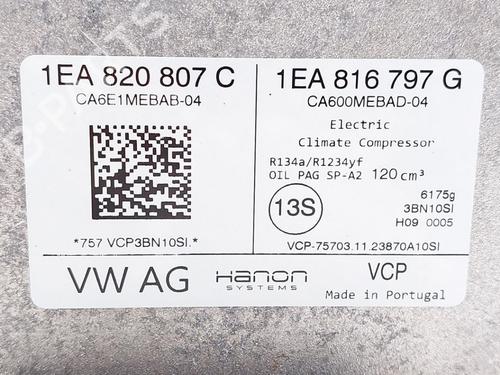 1EA 820 807 C
CA6E1MEBAB-04
*757 VCP3BN10SI.*
1EA 816 797 G
CA600MEBAD-04
Electric
Climate Compressor
R134a/R1234yf
OIL PAG SP-A2 120 cm³
13S
6175g
3BN10SI
H09 0005
VCP-75703.11.23870A10SI
VW AG
Hanon
SYSTEMS
VCP
Made in Portugal